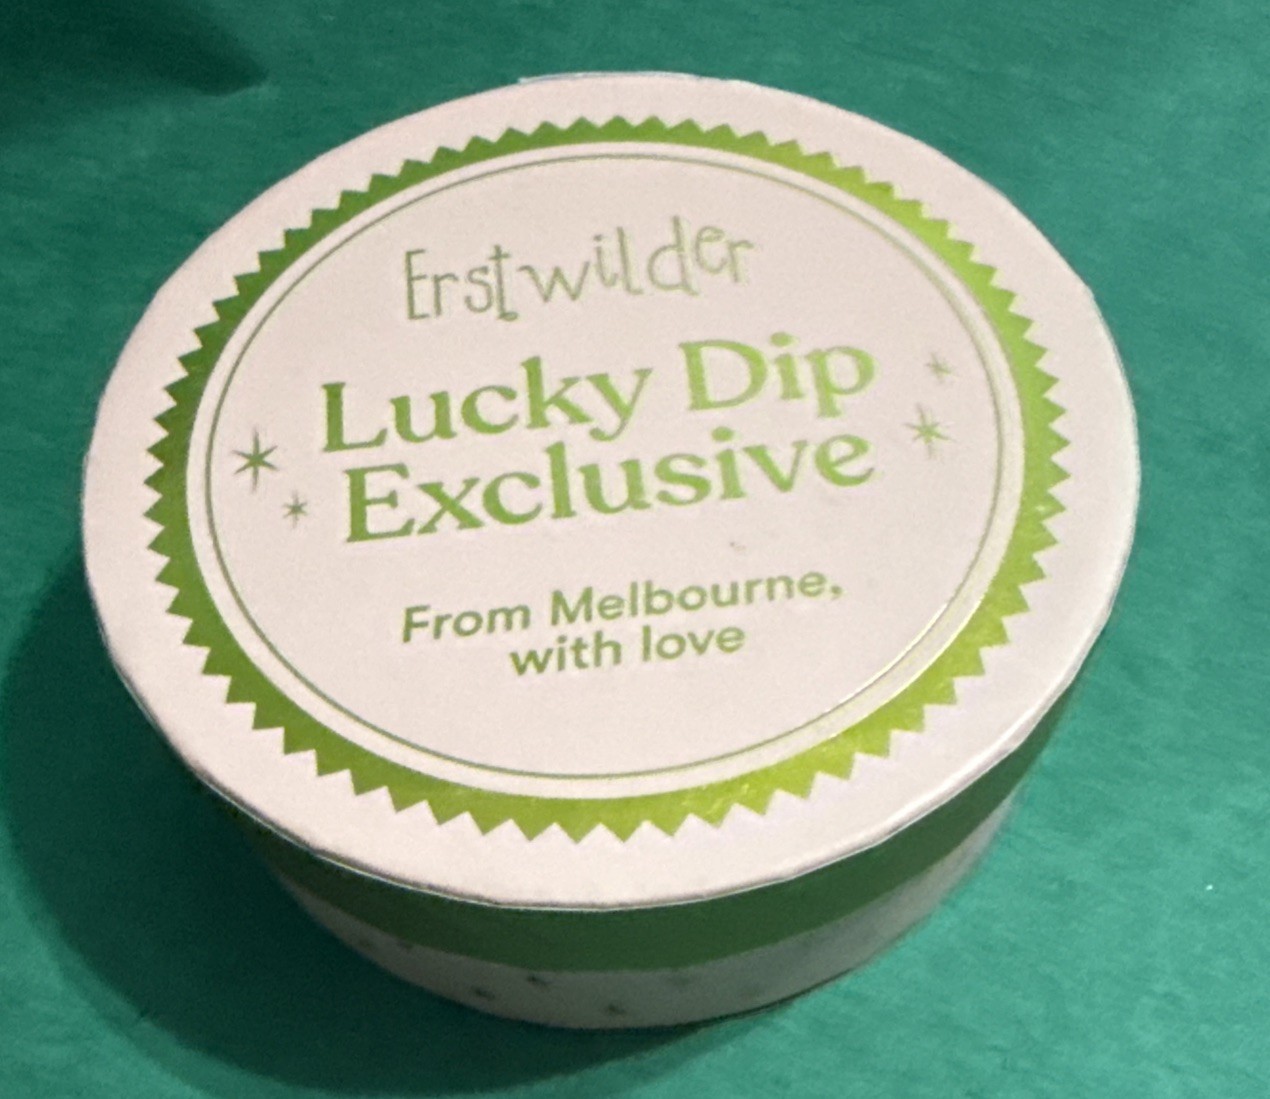 Erstwilder
Lucky Dip
Exclusive
From Melbourne,
with love